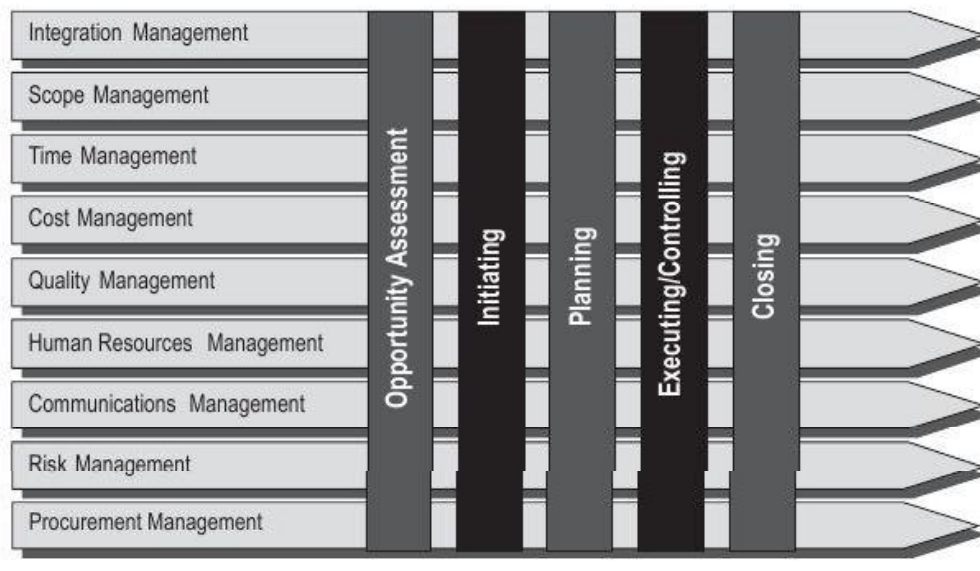 Integration Management
Scope Management
Time Management
Cost Management
Quality Management
Human Resources Management
Communications Management
Risk Management
Procurement Management
Opportunity Assessment
Initiating
Planning
Executing/Controlling
Closing